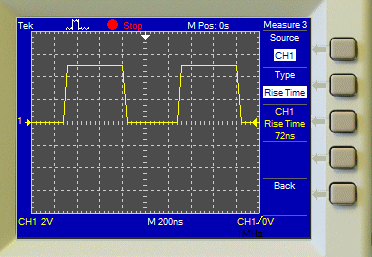 Tek Stop M Pos: 0s Measure 3
Source
CH1
Type
Rise Time
CH1
Rise Time
72ns
1
Back
CH1 2V M 200ns CH1 0V